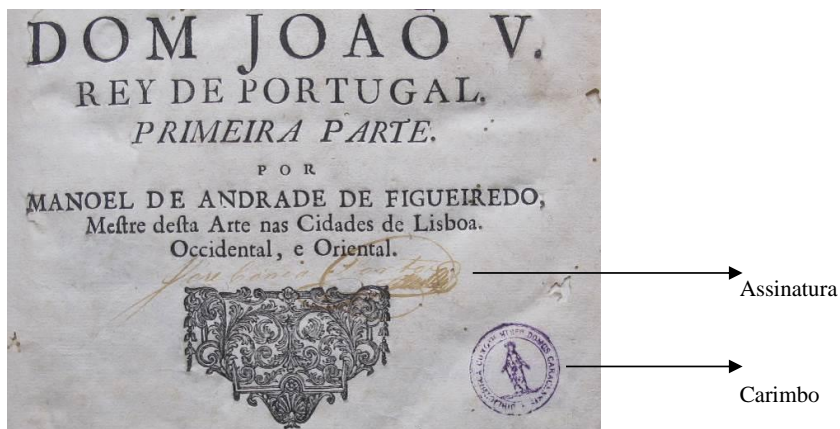 DOM JOAÕ V.
REY DE PORTUGAL.
PRIMEIRA PARTE.
POR
MANOEL DE ANDRADE DE FIGUEIREDO,
Meſtre deſta Arte nas Cidades de Lisboa.
Occidental, e Oriental.
Assinatura
Carimbo